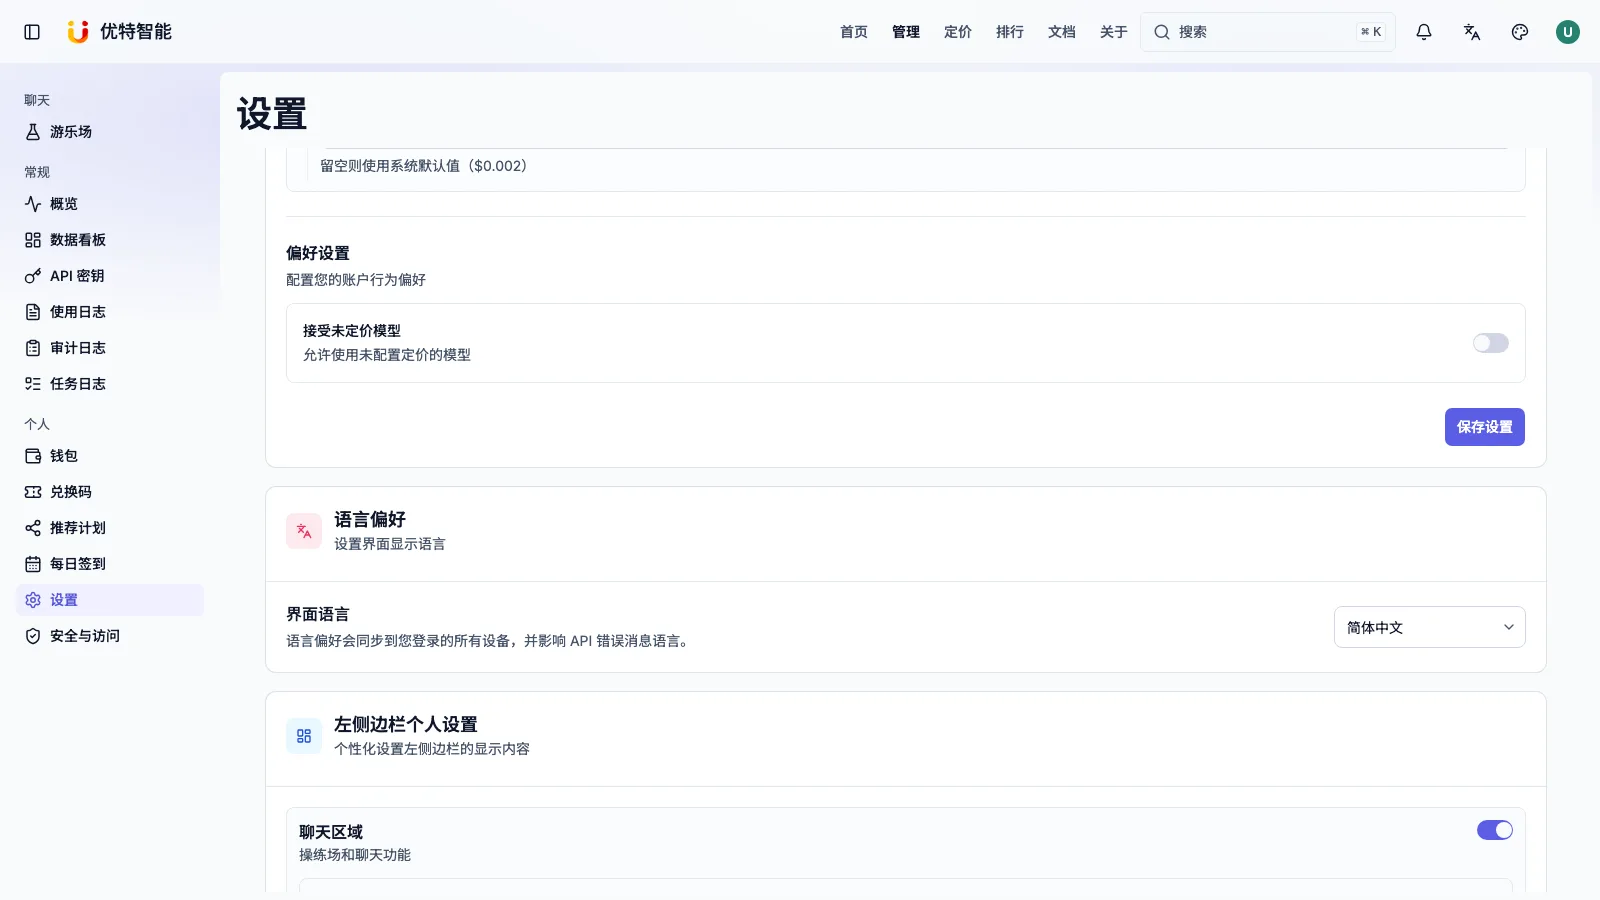 优特智能
首页
管理
定价
排行
文档
关于
搜索
⌘ K
U
聊天
游乐场
常规
概览
数据看板
API 密钥
使用日志
审计日志
任务日志
个人
钱包
兑换码
推荐计划
每日签到
设置
安全与访问
设置
留空则使用系统默认值（$0.002）
偏好设置
配置您的账户行为偏好
接受未定价模型
允许使用未配置定价的模型
保存设置
语言偏好
设置界面显示语言
界面语言
语言偏好会同步到您登录的所有设备，并影响 API 错误消息语言。
简体中文
左侧边栏个人设置
个性化设置左侧边栏的显示内容
聊天区域
操练场和聊天功能